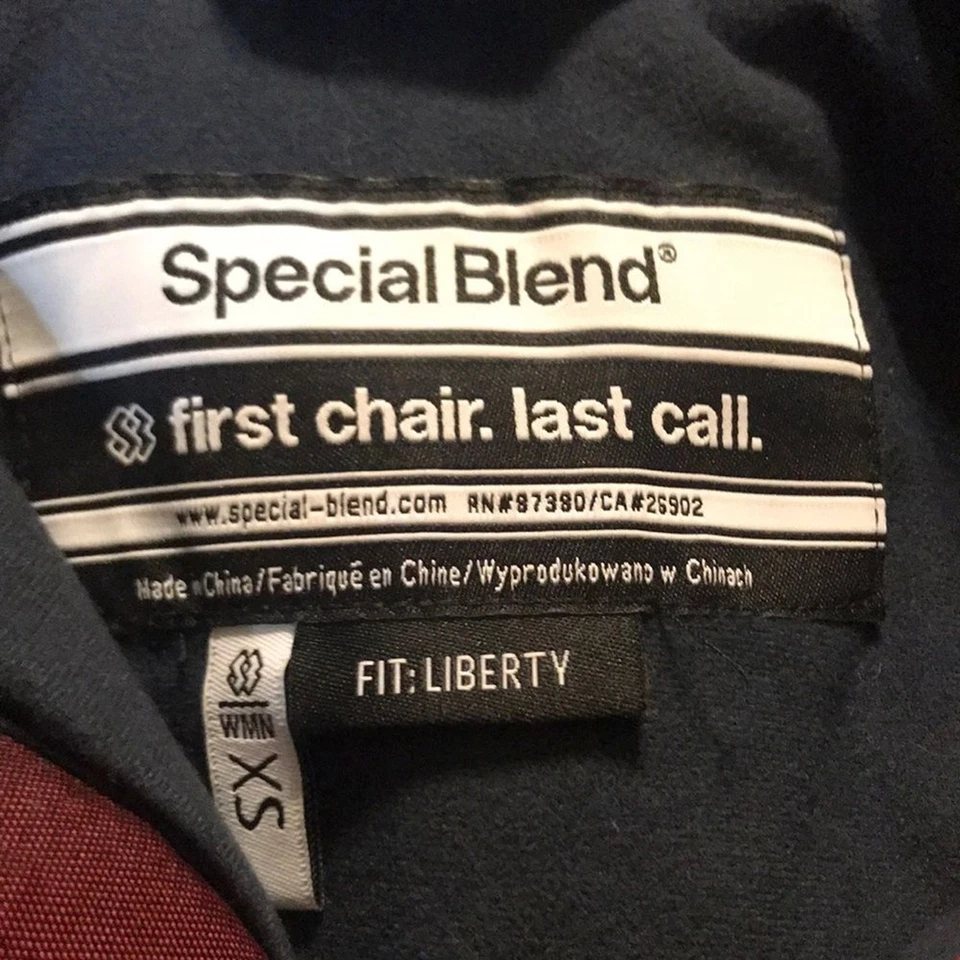 Special Blend®
first chair. last call.
www.special-blend.com RN#87380/CA#26902
Made in China/Fabriqué en Chine/Wyprodukowano w Chinach
FIT: LIBERTY
WMN
XS